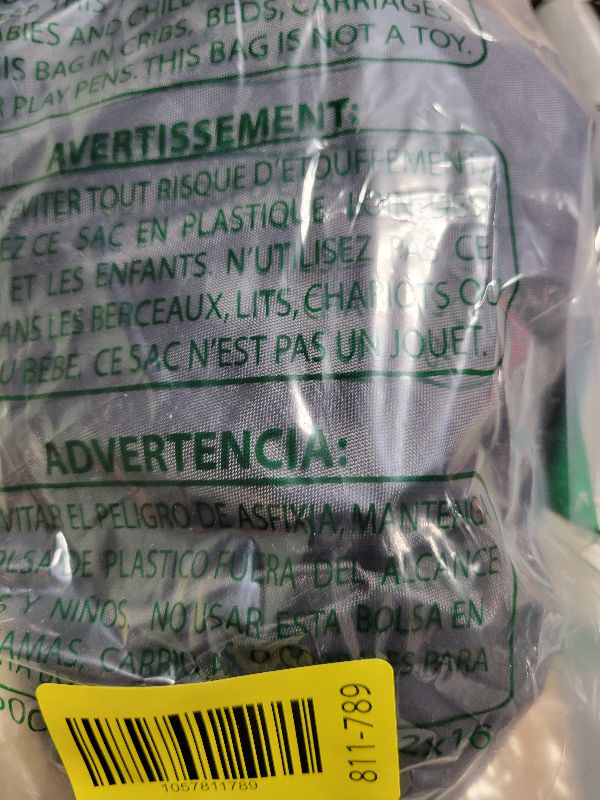 THIS
ABIES AND CHILD BEDS, CARRIAGES
IS BAG IN CRIBS,
R PLAY PENS. THIS BAG IS NOT A TOY.
AVERTISSEMENT:
EVITER TOUT RISQUE D'ETOUFFEMENT,
EZ CE SAC EN PLASTIQUE
ET LES ENFANTS. N'UTILISEZ PAS CE
ANS LES BERCEAUX, LITS, CHARIOTS OU
U BEBE. CE SAC N'EST PAS UN JOUET.
ADVERTENCIA:
VITAR EL PELIGRO DE ASFIXIA, MANTENG
OLSA DE PLASTICO FUERA DEL ALCANCE
S Y NIÑOS, NO USAR ESTA BOLSA EN
AMAS, PARA
2x16
1057811789
811-789